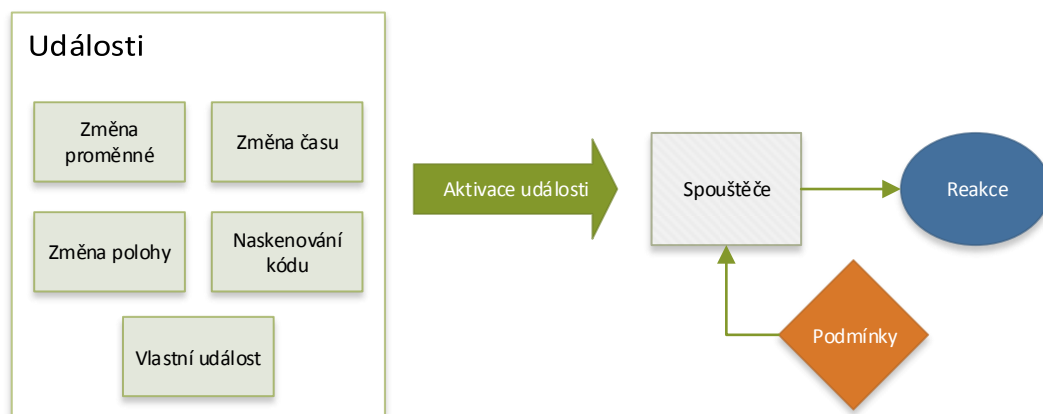 Události
Změna
proměnné
Změna času
Změna polohy
Naskenování
kódu
Vlastní událost
Aktivace události
Spouštěče
Reakce
Podmínky